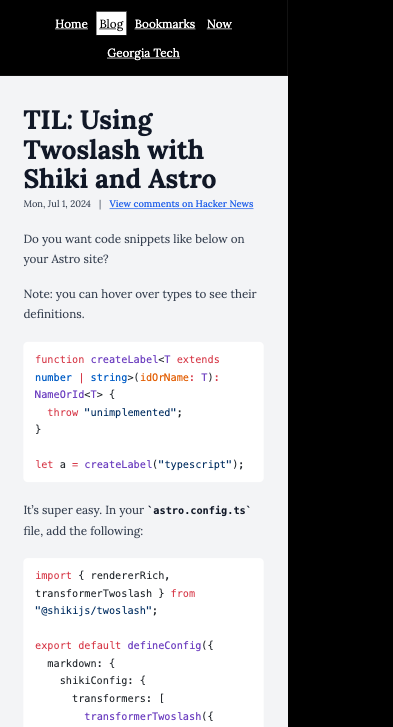 Home Blog Bookmarks Now
Georgia Tech
TIL: Using
Twoslash with
Shiki and Astro
Mon, Jul 1, 2024 | View comments on Hacker News
Do you want code snippets like below on
your Astro site?
Note: you can hover over types to see their
definitions.
function createLabel<T extends
number | string>(idOrName: T):
NameOrId<T> {
  throw "unimplemented";
}
let a = createLabel("typescript");
It's super easy. In your `astro.config.ts`
file, add the following:
import { rendererRich,
transformerTwoslash } from
"@shikijs/twoslash";
export default defineConfig({
  markdown: {
    shikiConfig: {
      transformers: [
        transformerTwoslash({